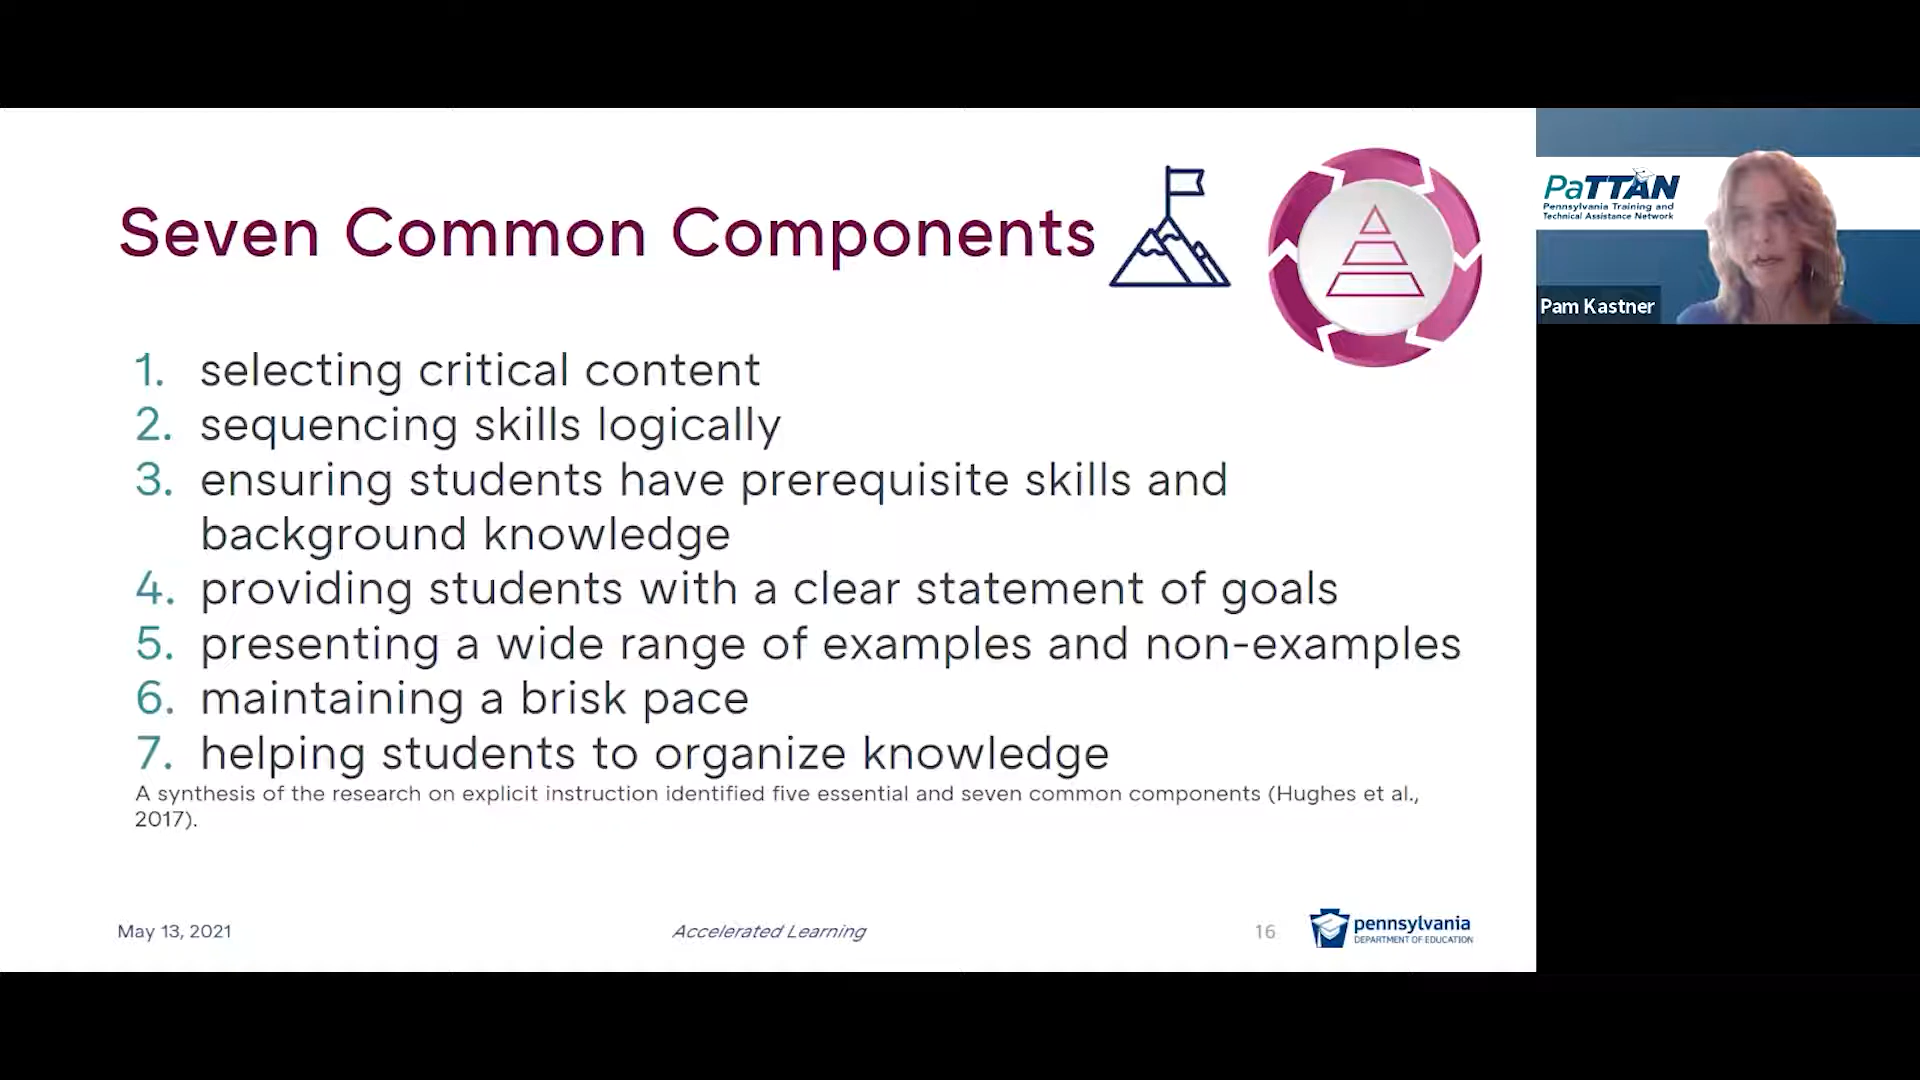 Seven Common Components
1. selecting critical content
2. sequencing skills logically
3. ensuring students have prerequisite skills and
background knowledge
4. providing students with a clear statement of goals
5. presenting a wide range of examples and non-examples
6. maintaining a brisk pace
7. helping students to organize knowledge
A synthesis of the research on explicit instruction identified five essential and seven common components (Hughes et al.,
2017).
May 13, 2021
Accelerated Learning
16
pennsylvania
DEPARTMENT OF EDUCATION
PaTTAN
Pennsylvania Training and
Technical Assistance Network
Pam Kastner